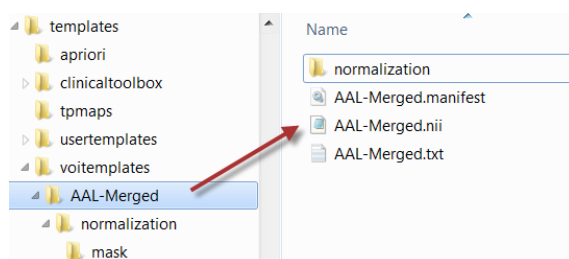 templates
apriori
clinicaltoolbox
tpmaps
usertemplates
voitemplates
AAL-Merged
normalization
mask
Name
normalization
AAL-Merged.manifest
AAL-Merged.nii
AAL-Merged.txt